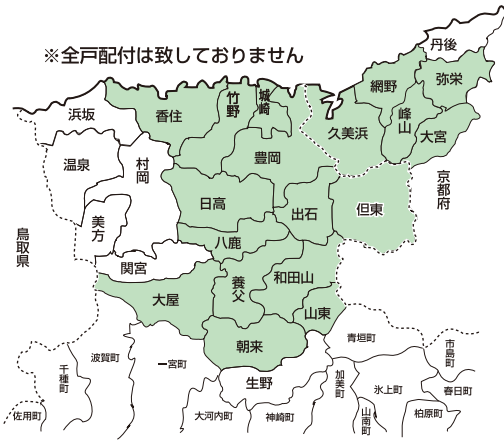 ※全戸配付は致しておりません
丹後
網野
弥栄
竹野
城崎
浜坂
香住
久美浜
峰山
大宮
豊岡
温泉
村岡
京都府
日高
出石
但東
美方
鳥取県
八鹿
関宮
養父
和田山
大屋
山東
朝来
青垣町
市島町
波賀町
一宮町
千種町
生野
加美町
氷上町
春日町
佐用町
大河内町
神崎町
山南町
柏原町